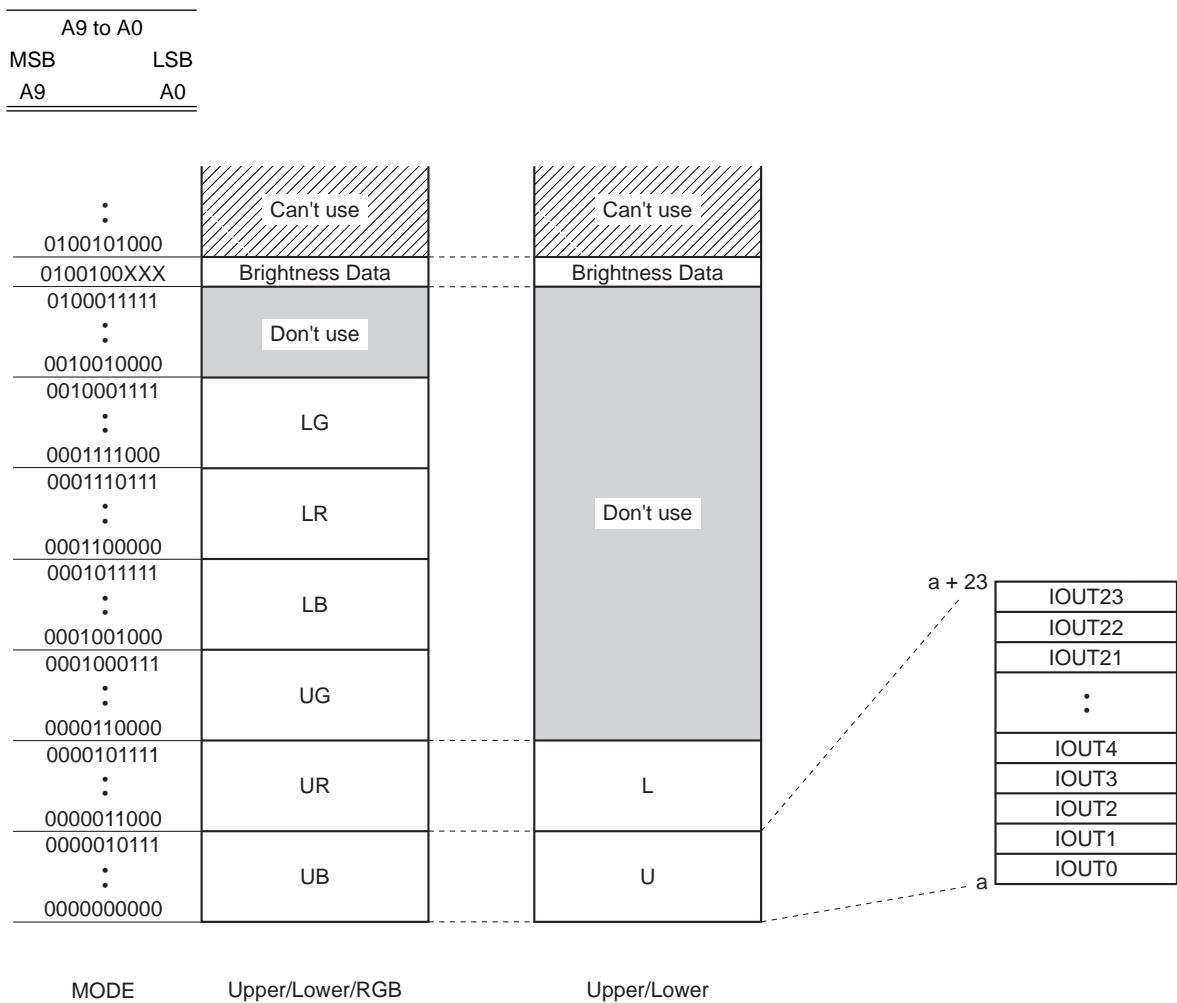 A9 to A0
MSB LSB
A9 A0
Can't use Can't use
:
0100101000
0100100XXX Brightness Data Brightness Data
0100011111
: Don't use
0010010000
0010001111
: LG
0001111000
0001110111
: LR Don't use
0001100000
0001011111
a + 23 IOUT23
: LB
IOUT22
0001001000
0001000111 IOUT21
: UG :
0000110000
0000101111 IOUT4
: UR L IOUT3
IOUT2
0000011000
0000010111 IOUT1
: UB U a IOUT0
0000000000
MODE Upper/Lower/RGB Upper/Lower